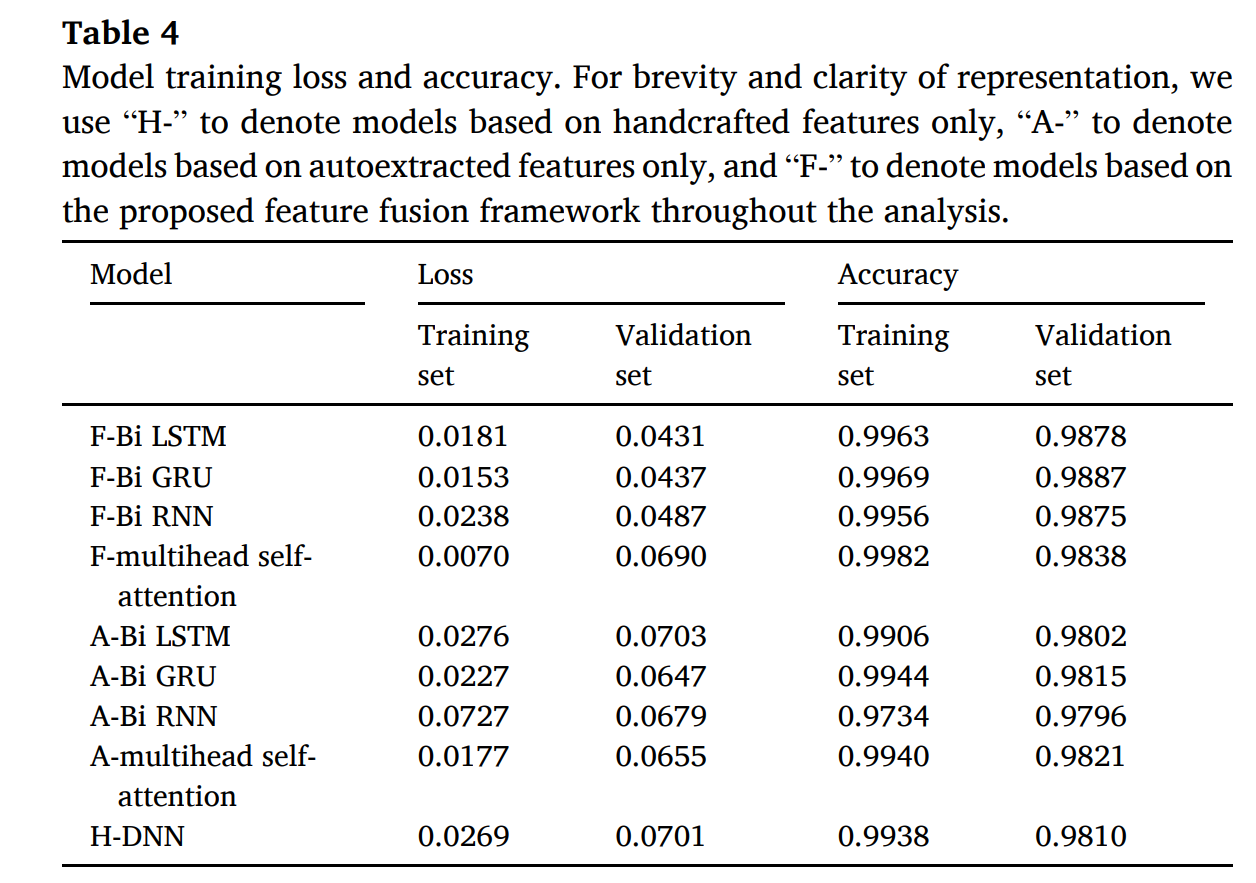 Table 4
Model training loss and accuracy. For brevity and clarity of representation, we
use “H-” to denote models based on handcrafted features only, “A-” to denote
models based on autoextracted features only, and “F-” to denote models based on
the proposed feature fusion framework throughout the analysis.
Model Loss Accuracy
Training Validation Training Validation
set set set set
F-Bi LSTM 0.0181 0.0431 0.9963 0.9878
F-Bi GRU 0.0153 0.0437 0.9969 0.9887
F-Bi RNN 0.0238 0.0487 0.9956 0.9875
F-multihead self- 0.0070 0.0690 0.9982 0.9838
attention
A-Bi LSTM 0.0276 0.0703 0.9906 0.9802
A-Bi GRU 0.0227 0.0647 0.9944 0.9815
A-Bi RNN 0.0727 0.0679 0.9734 0.9796
A-multihead self- 0.0177 0.0655 0.9940 0.9821
attention
H-DNN 0.0269 0.0701 0.9938 0.9810